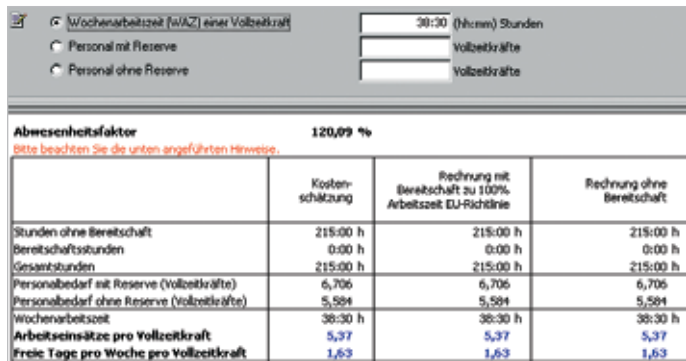 Wochenarbeitszeit (WAZ) einer Vollzeitkraft 38:30 (hh:mm) Stunden
Personal mit Reserve Vollzeitkräfte
Personal ohne Reserve Vollzeitkräfte
Abwesenheitsfaktor 120,09 %
Bitte beachten Sie die unten angeführten Hinweise.
Kosten-
schätzung
Rechnung mit
Bereitschaft zu 100%
Arbeitszeit EU-Richtlinie
Rechnung ohne
Bereitschaft
Stunden ohne Bereitschaft 215:00 h 215:00 h 215:00 h
Bereitschaftsstunden 0:00 h 0:00 h 0:00 h
Gesamtstunden 215:00 h 215:00 h 215:00 h
Personalbedarf mit Reserve (Vollzeitkräfte) 6,706 6,706 6,706
Personalbedarf ohne Reserve (Vollzeitkräfte) 5,584 5,584 5,584
Wochenarbeitszeit 38:30 h 38:30 h 38:30 h
Arbeitseinsätze pro Vollzeitkraft 5,37 5,37 5,37
Freie Tage pro Woche pro Vollzeitkraft 1,63 1,63 1,63